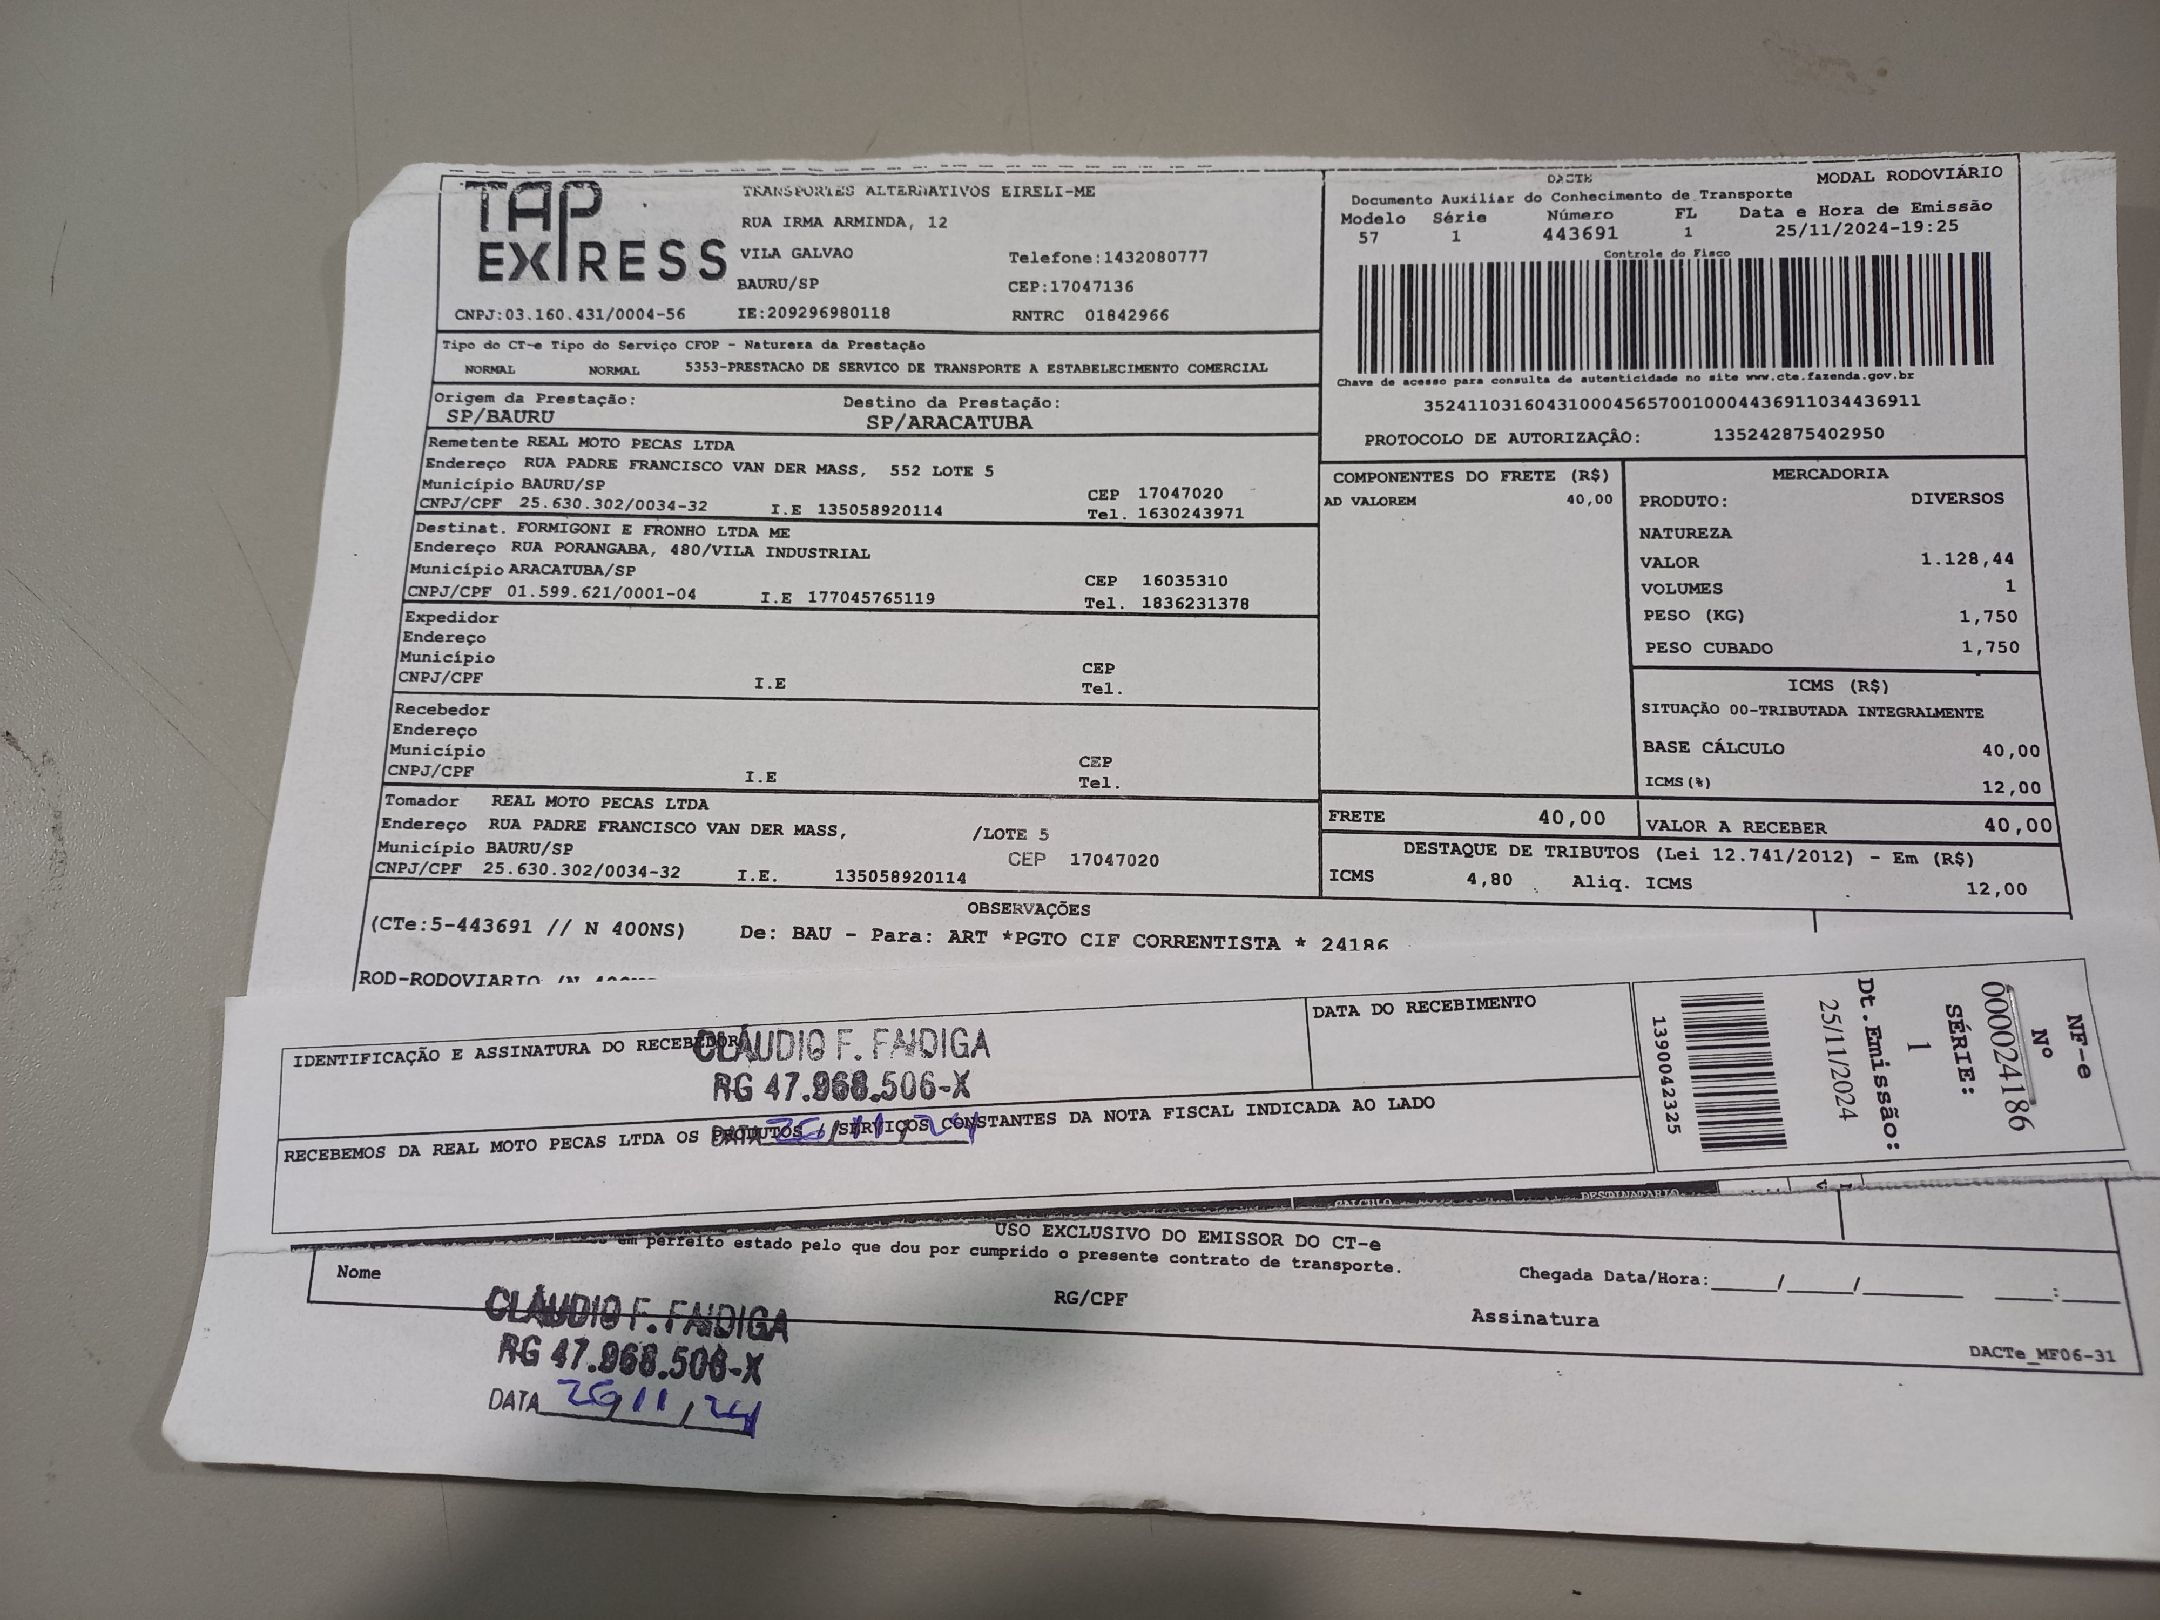 TAP EXPRESS
TRANSPORTES ALTERNATIVOS EIRELI-ME
RUA IRMA ARMINDA, 12
VILA GALVAO Telefone:1432080777
BAURU/SP CEP:17047136
CNPJ:03.160.431/0004-56 IE:209296980118 RNTRC 01842966
DACTE MODAL RODOVIÁRIO
Documento Auxiliar do Conhecimento de Transporte
Modelo Série Número FL Data e Hora de Emissão
57 1 443691 1 25/11/2024-19:25
Controle do Fisco
Chave de acesso para consulta de autenticidade no site www.cte.fazenda.gov.br
35241103160431000456570010004436911034436911
PROTOCOLO DE AUTORIZAÇÃO: 135242875402950
Tipo do CT-e Tipo do Serviço CFOP - Natureza da Prestação
NORMAL NORMAL 5353-PRESTACAO DE SERVICO DE TRANSPORTE A ESTABELECIMENTO COMERCIAL
Origem da Prestação: Destino da Prestação:
SP/BAURU SP/ARACATUBA
Remetente REAL MOTO PECAS LTDA
Endereço RUA PADRE FRANCISCO VAN DER MASS, 552 LOTE 5
Município BAURU/SP CEP 17047020
CNPJ/CPF 25.630.302/0034-32 I.E 135058920114 Tel. 1630243971
Destinat. FORMIGONI E FRONHO LTDA ME
Endereço RUA PORANGABA, 480/VILA INDUSTRIAL
Município ARACATUBA/SP CEP 16035310
CNPJ/CPF 01.599.621/0001-04 I.E 177045765119 Tel. 1836231378
Expedidor
Endereço
Município CEP
CNPJ/CPF I.E Tel.
Recebedor
Endereço
Município CEP
CNPJ/CPF I.E Tel.
Tomador REAL MOTO PECAS LTDA
Endereço RUA PADRE FRANCISCO VAN DER MASS, /LOTE 5
Município BAURU/SP CEP 17047020
CNPJ/CPF 25.630.302/0034-32 I.E. 135058920114
COMPONENTES DO FRETE (R$)
AD VALOREM 40,00
MERCADORIA
PRODUTO: DIVERSOS
NATUREZA
VALOR 1.128,44
VOLUMES 1
PESO (KG) 1,750
PESO CUBADO 1,750
ICMS (R$)
SITUAÇÃO 00-TRIBUTADA INTEGRALMENTE
BASE CÁLCULO 40,00
ICMS(%) 12,00
FRETE 40,00 VALOR A RECEBER 40,00
DESTAQUE DE TRIBUTOS (Lei 12.741/2012) - Em (R$)
ICMS 4,80 Aliq. ICMS 12,00
OBSERVAÇÕES
(CTe:5-443691 // N 400NS) De: BAU - Para: ART *PGTO CIF CORRENTISTA * 24186
ROD-RODOVIARIO
IDENTIFICAÇÃO E ASSINATURA DO RECEBEDOR
DATA DO RECEBIMENTO
CLÁUDIO F. FAIDIGA
RG 47.968.506-X
DATA 26/11/24
RECEBEMOS DA REAL MOTO PECAS LTDA OS PRODUTOS / SERVIÇOS CONSTANTES DA NOTA FISCAL INDICADA AO LADO
NF-e
Nº
000024186
SÉRIE:
1
Dt.Emissão:
25/11/2024
1390042325
CALCULO DESTINATARIO
USO EXCLUSIVO DO EMISSOR DO CT-e
em perfeito estado pelo que dou por cumprido o presente contrato de transporte.
Nome RG/CPF Assinatura
Chegada Data/Hora: / / :
CLÁUDIO F. FAIDIGA
RG 47.968.506-X
DATA 26/11/24
DACTe_MF06-31